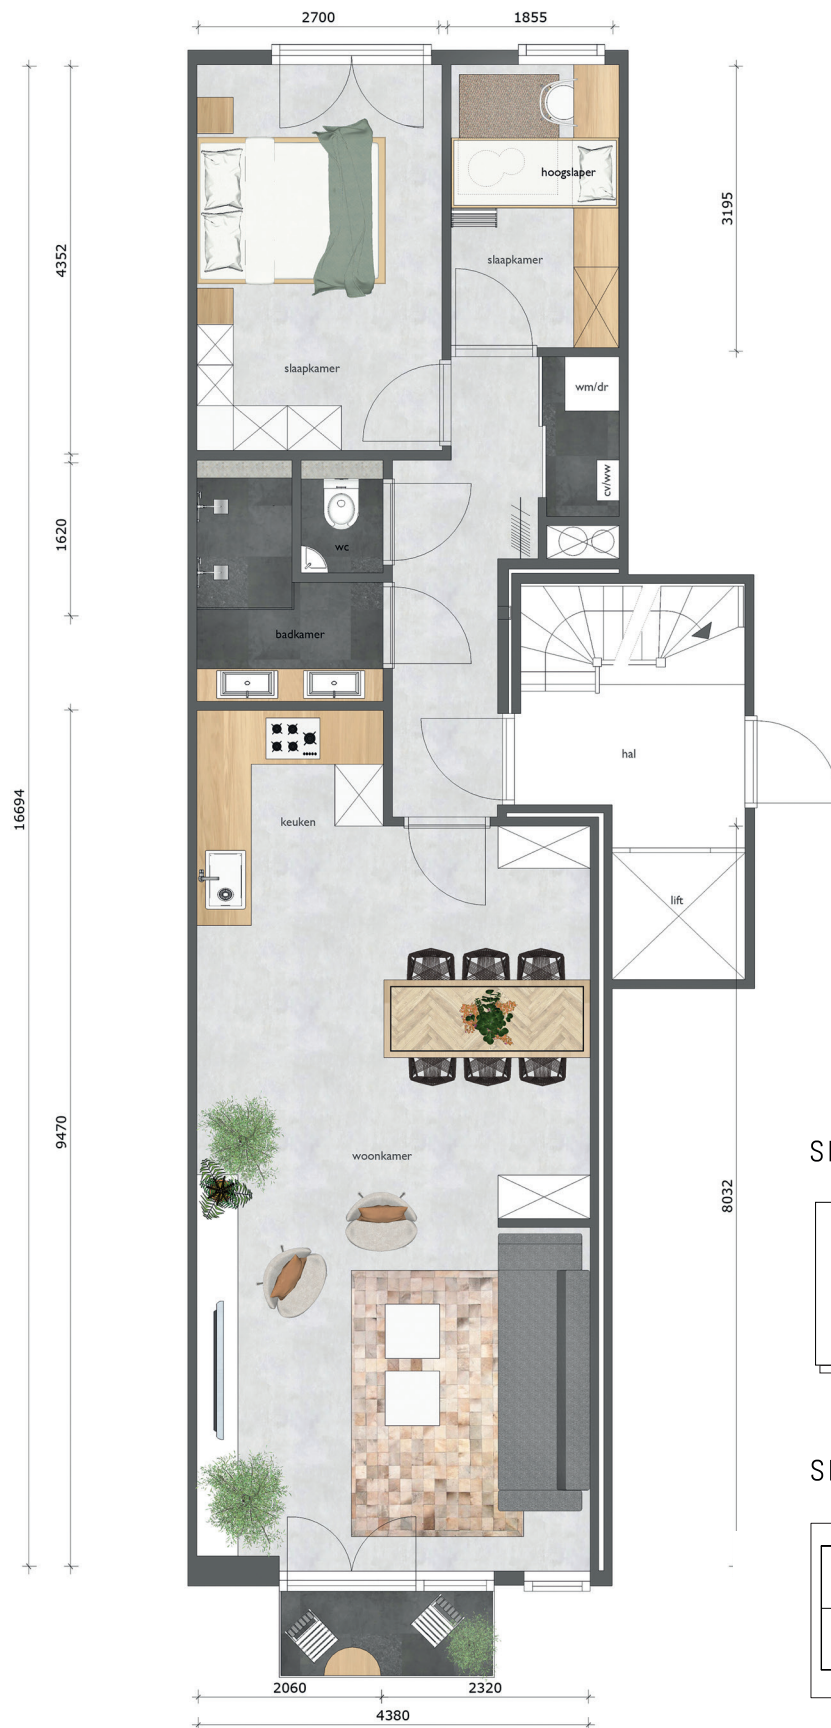 2700
1855
4352
3195
hoogslaper
slaapkamer
slaapkamer
wm/dr
cv/ww
1620
wc
badkamer
hal
16694
keuken
lift
9470
woonkamer
8032
2060
2320
4380